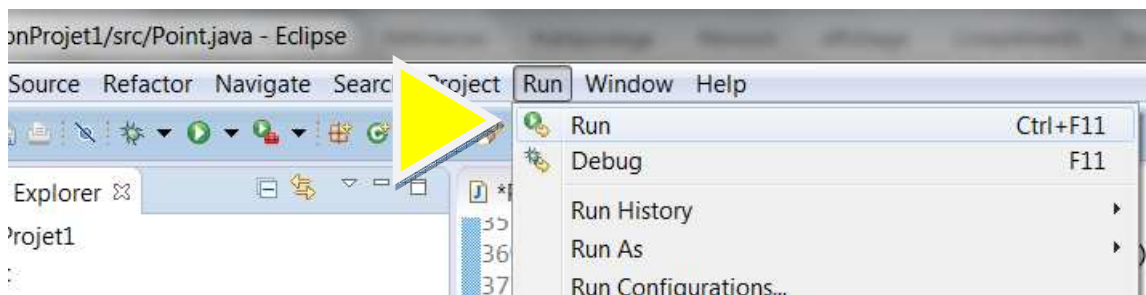 onProjet1/src/Point.java - Eclipse
Source Refactor Navigate Search Project Run Window Help
Run Ctrl+F11
Debug F11
Explorer
Projet1
Run History
35
Run As
36
Run Configurations...
37